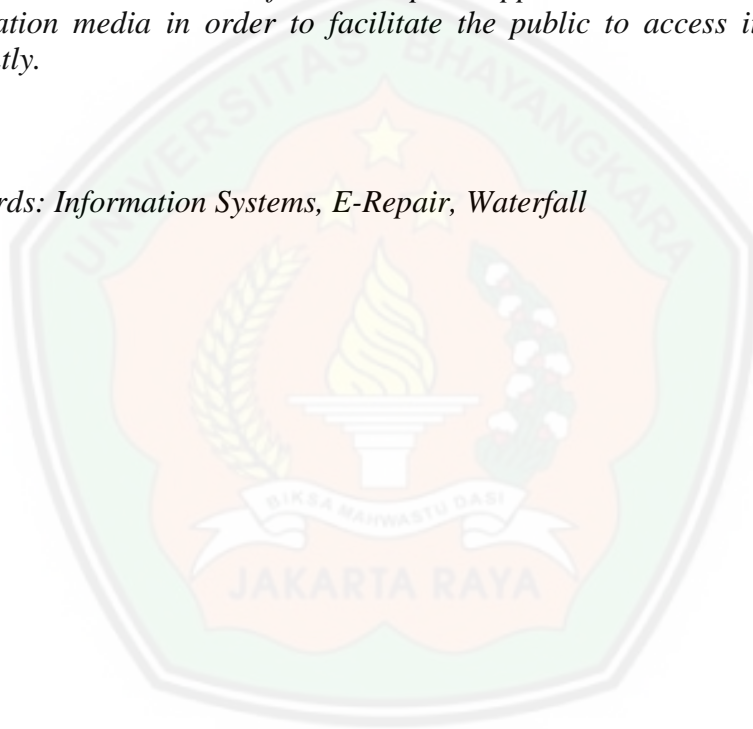 ation media in order to facilitate the public to access i
tly.
rds: Information Systems, E-Repair, Waterfall
UNIVERSITAS BHAYANGKARA
BIKSA MAHWASTU DASI
JAKARTA RAYA